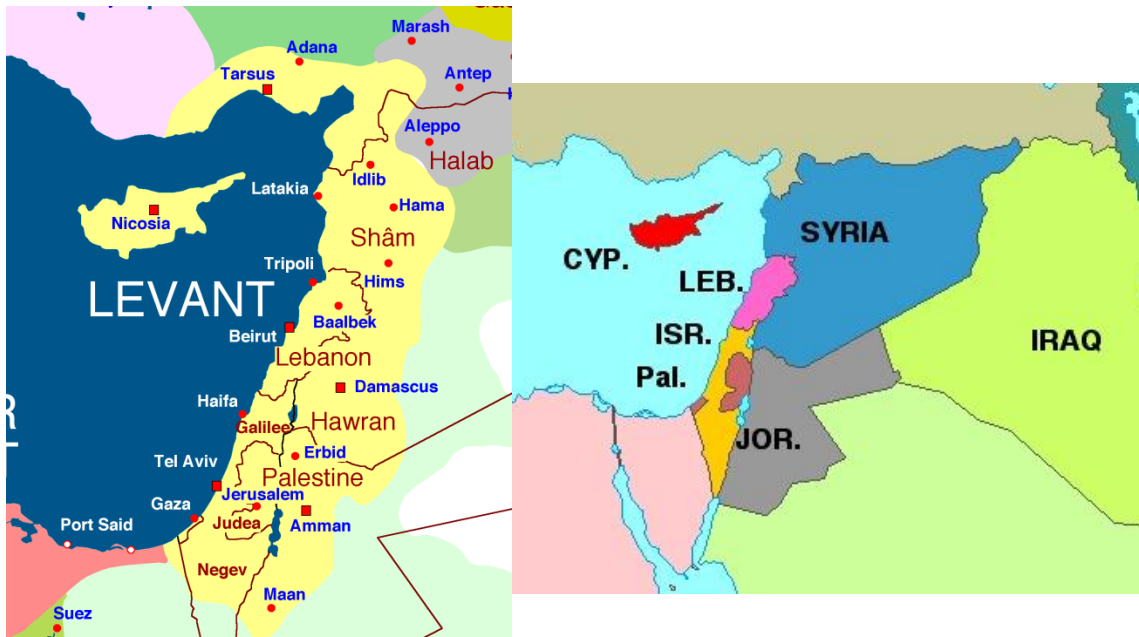 Marash
Adana
Tarsus
Antep
Aleppo
Halab
Idlib
Latakia
Hama
Nicosia
Shâm
Tripoli
Hims
LEVANT
Baalbek
Beirut
Lebanon
Damascus
Haifa
Galilee
Hawran
Erbid
Tel Aviv
Palestine
Jerusalem
Gaza
Judea
Amman
Port Said
Negev
Maan
Suez
SYRIA
CYP.
LEB.
ISR.
IRAQ
Pal.
JOR.